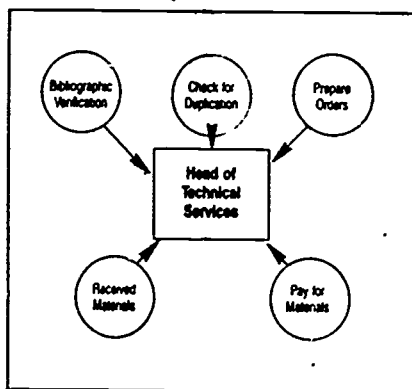 Bibliographic
Verification
Check for
Duplication
Prepare
Orders
Head of
Technical
Services
Received
Materials
Pay for
Materials